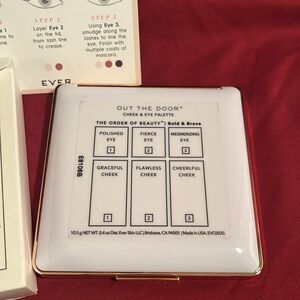 STEP 2
Layer Eye 2
on the lid,
from lash line
to crease.
STEP 3
Using Eye 3,
smudge along the
lashes to line the
eye. Finish with
multiple coats of
mascara.
EVER
OUT THE DOOR™
CHEEK & EYE PALETTE
THE ORDER OF BEAUTY™: Bold & Brave
POLISHED
EYE
1
FIERCE
EYE
2
MESMERIZING
EYE
3
GRACEFUL
CHEEK
1
FLAWLESS
CHEEK
2
CHEERFUL
CHEEK
3
E8106B
10.5 g NET WT. 0.4 oz Dist. Ever Skin LLC | Brisbane, CA 94005 | Made in USA. EVC0020.